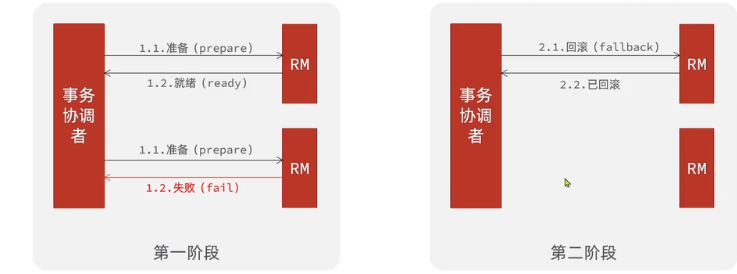 事务
协调
者
1.1.准备(prepare)
1.2.就绪(ready)
RM
1.1.准备(prepare)
1.2.失败(fail)
RM
第一阶段
事务
协调
者
2.1.回滚(fallback)
2.2.已回滚
RM
RM
第二阶段